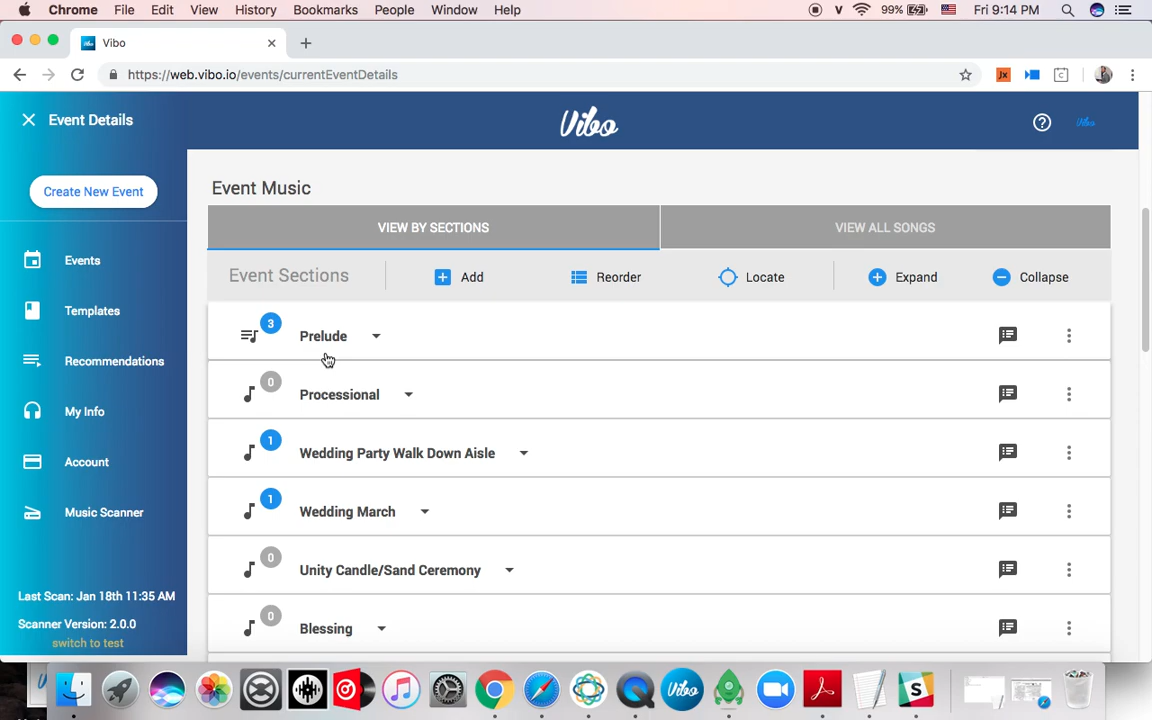 Chrome File Edit View History Bookmarks People Window Help
V 99% Fri 9:14 PM
Vibo
https://web.vibo.io/events/currentEventDetails
Jx
C
Event Details
Vibo
Vibo
Create New Event
Event Music
VIEW BY SECTIONS VIEW ALL SONGS
Events
Event Sections Add Reorder Locate Expand Collapse
Templates
3 Prelude
Recommendations
0 Processional
My Info
1 Wedding Party Walk Down Aisle
Account
1 Wedding March
Music Scanner
0 Unity Candle/Sand Ceremony
Last Scan: Jan 18th 11:35 AM
0 Blessing
Scanner Version: 2.0.0
switch to test
Vibo